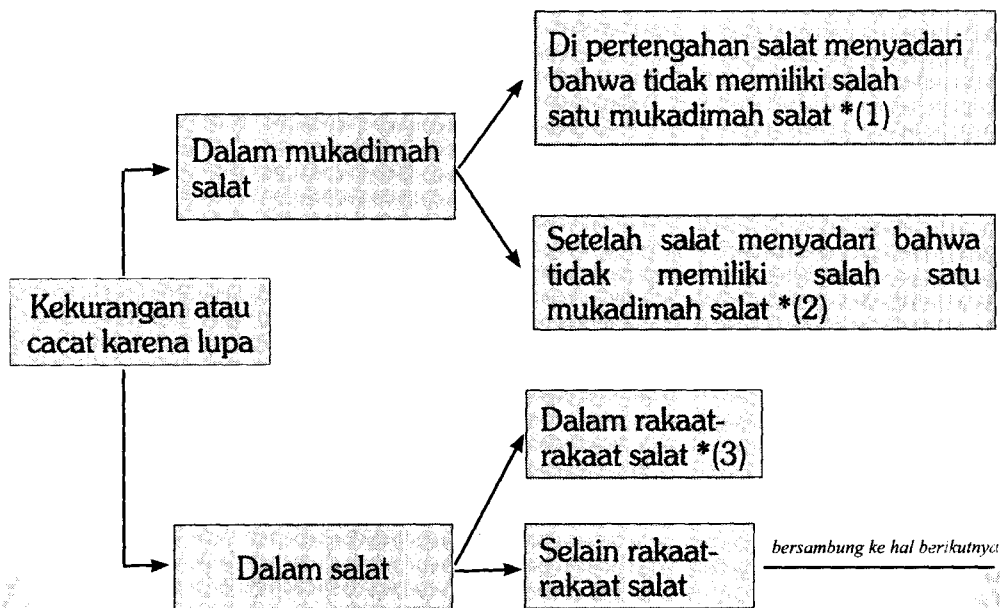 Di pertengahan salat menyadari
bahwa tidak memiliki salah
satu mukadimah salat *(1)
Dalam mukadimah
salat
Setelah salat menyadari bahwa
tidak memiliki salah satu
mukadimah salat *(2)
Kekurangan atau
cacat karena lupa
Dalam rakaat-
rakaat salat *(3)
Dalam salat
Selain rakaat-
rakaat salat
bersambung ke hal berikutnya